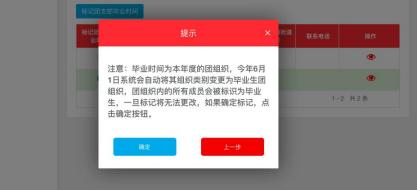 标记团支部毕业时间
提示
×
联系电话
操作
注意：毕业时间为本年度的团组织，今年6月
1日系统会自动将其组织类别变更为毕业生团
组织，团组织内的所有成员会被标识为毕业
生，一旦标记将无法更改，如果确定标记，点
击确定按钮。
1 - 2 共 2 条
确定
上一步